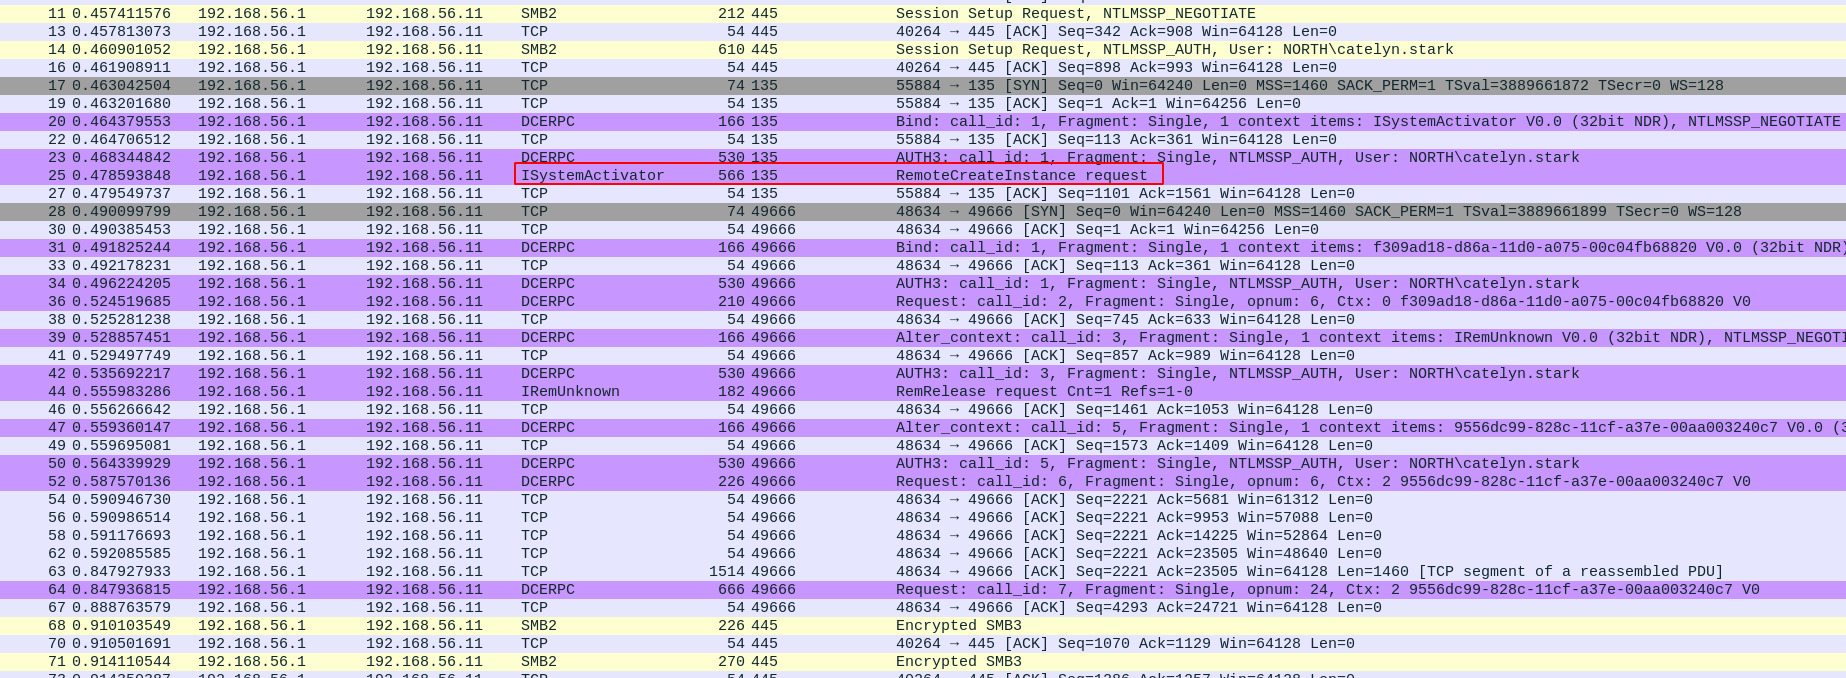 11 0.457411576 192.168.56.1 192.168.56.11 SMB2 212 445 Session Setup Request, NTLMSSP_NEGOTIATE
13 0.457813073 192.168.56.1 192.168.56.11 TCP 54 445 40264 → 445 [ACK] Seq=342 Ack=908 Win=64128 Len=0
14 0.460901052 192.168.56.1 192.168.56.11 SMB2 610 445 Session Setup Request, NTLMSSP_AUTH, User: NORTH\catelyn.stark
16 0.461908911 192.168.56.1 192.168.56.11 TCP 54 445 40264 → 445 [ACK] Seq=898 Ack=993 Win=64128 Len=0
17 0.463042504 192.168.56.1 192.168.56.11 TCP 74 135 55884 → 135 [SYN] Seq=0 Win=64240 Len=0 MSS=1460 SACK_PERM=1 TSval=3889661872 TSecr=0 WS=128
19 0.463201680 192.168.56.1 192.168.56.11 TCP 54 135 55884 → 135 [ACK] Seq=1 Ack=1 Win=64256 Len=0
20 0.464379553 192.168.56.1 192.168.56.11 DCERPC 166 135 Bind: call_id: 1, Fragment: Single, 1 context items: ISystemActivator V0.0 (32bit NDR), NTLMSSP_NEGOTIATE
22 0.464706512 192.168.56.1 192.168.56.11 TCP 54 135 55884 → 135 [ACK] Seq=113 Ack=361 Win=64128 Len=0
23 0.468344842 192.168.56.1 192.168.56.11 DCERPC 530 135 AUTH3: call_id: 1, Fragment: Single, NTLMSSP_AUTH, User: NORTH\catelyn.stark
25 0.478593848 192.168.56.1 192.168.56.11 ISystemActivator 566 135 RemoteCreateInstance request
27 0.479549737 192.168.56.1 192.168.56.11 TCP 54 135 55884 → 135 [ACK] Seq=1101 Ack=1561 Win=64128 Len=0
28 0.490099799 192.168.56.1 192.168.56.11 TCP 74 49666 48634 → 49666 [SYN] Seq=0 Win=64240 Len=0 MSS=1460 SACK_PERM=1 TSval=3889661899 TSecr=0 WS=128
30 0.490385453 192.168.56.1 192.168.56.11 TCP 54 49666 48634 → 49666 [ACK] Seq=1 Ack=1 Win=64256 Len=0
31 0.491825244 192.168.56.1 192.168.56.11 DCERPC 166 49666 Bind: call_id: 1, Fragment: Single, 1 context items: f309ad18-d86a-11d0-a075-00c04fb68820 V0.0 (32bit NDR)
33 0.492178231 192.168.56.1 192.168.56.11 TCP 54 49666 48634 → 49666 [ACK] Seq=113 Ack=361 Win=64128 Len=0
34 0.496224205 192.168.56.1 192.168.56.11 DCERPC 530 49666 AUTH3: call_id: 1, Fragment: Single, NTLMSSP_AUTH, User: NORTH\catelyn.stark
36 0.524519685 192.168.56.1 192.168.56.11 DCERPC 210 49666 Request: call_id: 2, Fragment: Single, opnum: 6, Ctx: 0 f309ad18-d86a-11d0-a075-00c04fb68820 V0
38 0.525281238 192.168.56.1 192.168.56.11 TCP 54 49666 48634 → 49666 [ACK] Seq=745 Ack=633 Win=64128 Len=0
39 0.528857451 192.168.56.1 192.168.56.11 DCERPC 166 49666 Alter_context: call_id: 3, Fragment: Single, 1 context items: IRemUnknown V0.0 (32bit NDR), NTLMSSP_NEGOTI
41 0.529497749 192.168.56.1 192.168.56.11 TCP 54 49666 48634 → 49666 [ACK] Seq=857 Ack=989 Win=64128 Len=0
42 0.535692217 192.168.56.1 192.168.56.11 DCERPC 530 49666 AUTH3: call_id: 3, Fragment: Single, NTLMSSP_AUTH, User: NORTH\catelyn.stark
44 0.555983286 192.168.56.1 192.168.56.11 IRemUnknown 182 49666 RemRelease request Cnt=1 Refs=1-0
46 0.556266642 192.168.56.1 192.168.56.11 TCP 54 49666 48634 → 49666 [ACK] Seq=1461 Ack=1053 Win=64128 Len=0
47 0.559360147 192.168.56.1 192.168.56.11 DCERPC 166 49666 Alter_context: call_id: 5, Fragment: Single, 1 context items: 9556dc99-828c-11cf-a37e-00aa003240c7 V0.0 (3
49 0.559695081 192.168.56.1 192.168.56.11 TCP 54 49666 48634 → 49666 [ACK] Seq=1573 Ack=1409 Win=64128 Len=0
50 0.564339929 192.168.56.1 192.168.56.11 DCERPC 530 49666 AUTH3: call_id: 5, Fragment: Single, NTLMSSP_AUTH, User: NORTH\catelyn.stark
52 0.587570136 192.168.56.1 192.168.56.11 DCERPC 226 49666 Request: call_id: 6, Fragment: Single, opnum: 6, Ctx: 2 9556dc99-828c-11cf-a37e-00aa003240c7 V0
54 0.590946730 192.168.56.1 192.168.56.11 TCP 54 49666 48634 → 49666 [ACK] Seq=2221 Ack=5681 Win=61312 Len=0
56 0.590986514 192.168.56.1 192.168.56.11 TCP 54 49666 48634 → 49666 [ACK] Seq=2221 Ack=9953 Win=57088 Len=0
58 0.591176693 192.168.56.1 192.168.56.11 TCP 54 49666 48634 → 49666 [ACK] Seq=2221 Ack=14225 Win=52864 Len=0
62 0.592085585 192.168.56.1 192.168.56.11 TCP 54 49666 48634 → 49666 [ACK] Seq=2221 Ack=23505 Win=48640 Len=0
63 0.847927933 192.168.56.1 192.168.56.11 TCP 1514 49666 48634 → 49666 [ACK] Seq=2221 Ack=23505 Win=64128 Len=1460 [TCP segment of a reassembled PDU]
64 0.847936815 192.168.56.1 192.168.56.11 DCERPC 666 49666 Request: call_id: 7, Fragment: Single, opnum: 24, Ctx: 2 9556dc99-828c-11cf-a37e-00aa003240c7 V0
67 0.888763579 192.168.56.1 192.168.56.11 TCP 54 49666 48634 → 49666 [ACK] Seq=4293 Ack=24721 Win=64128 Len=0
68 0.910103549 192.168.56.1 192.168.56.11 SMB2 226 445 Encrypted SMB3
70 0.910501691 192.168.56.1 192.168.56.11 TCP 54 445 40264 → 445 [ACK] Seq=1070 Ack=1129 Win=64128 Len=0
71 0.914110544 192.168.56.1 192.168.56.11 SMB2 270 445 Encrypted SMB3